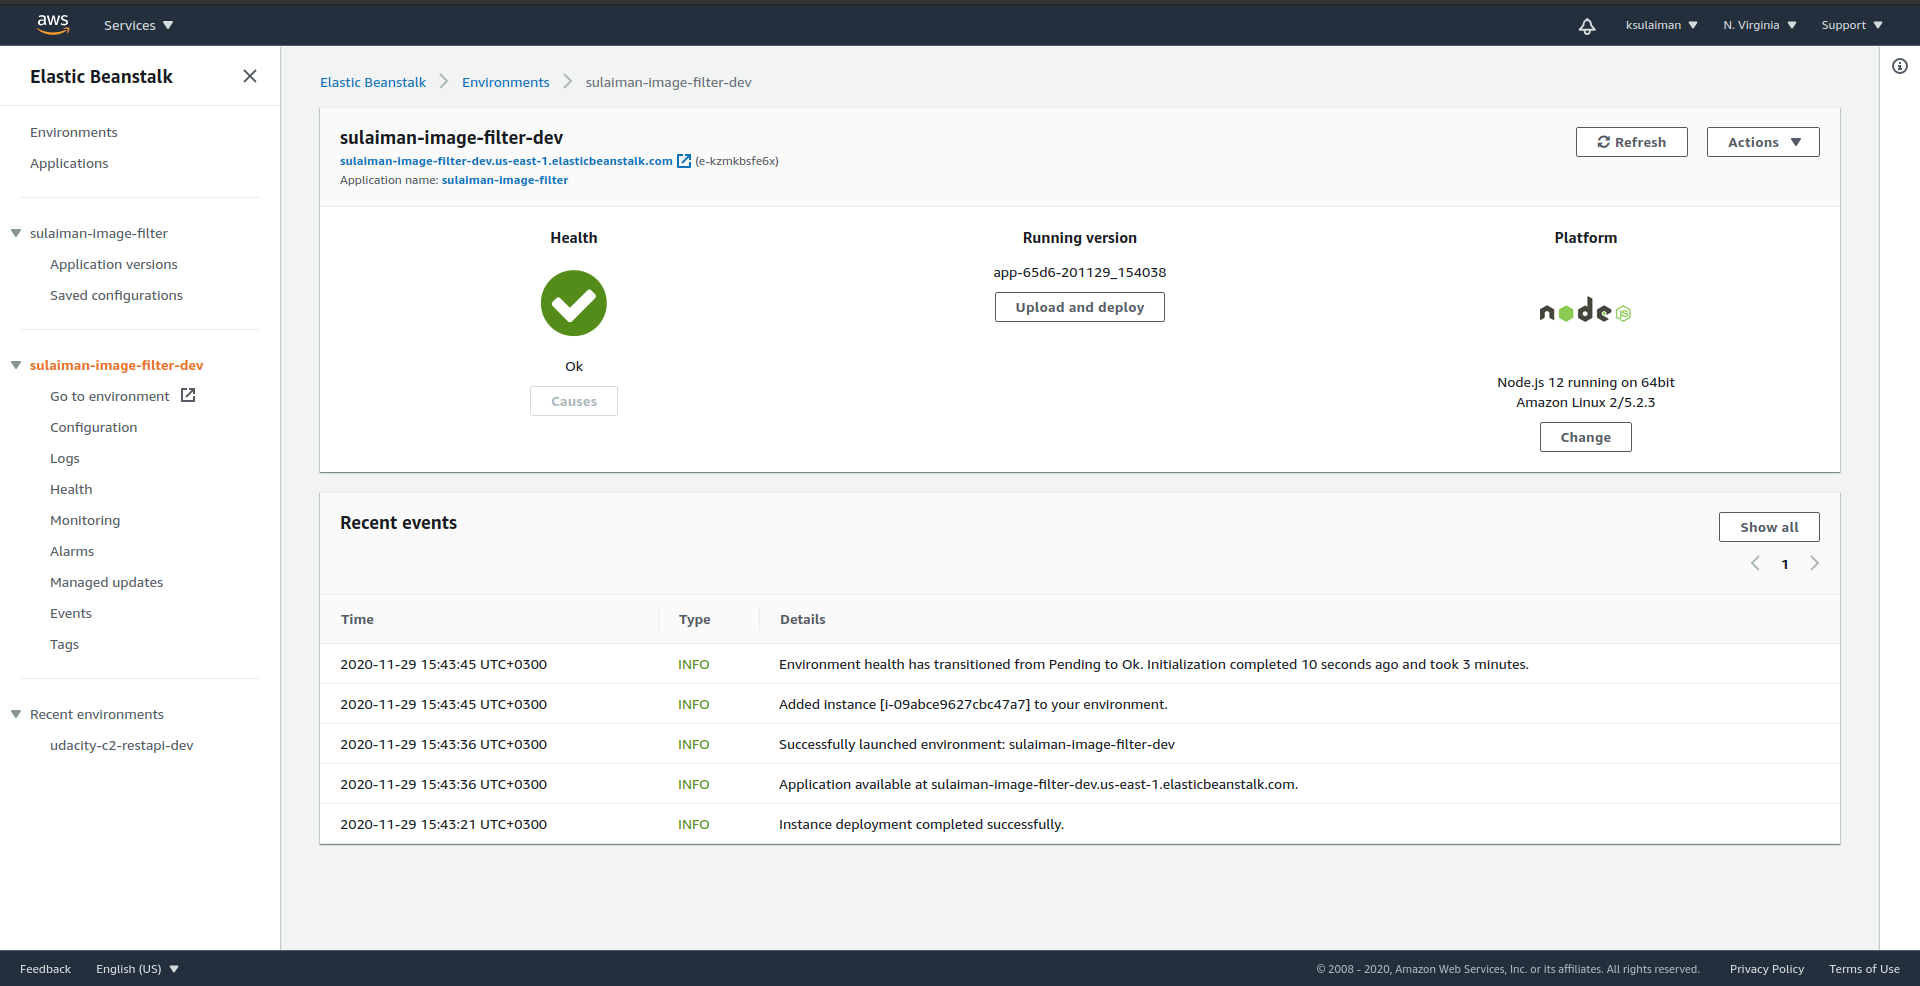 aws
Services
ksulaiman
N. Virginia
Support
Elastic Beanstalk
Environments
Applications
sulaiman-image-filter
Application versions
Saved configurations
sulaiman-image-filter-dev
Go to environment
Configuration
Logs
Health
Monitoring
Alarms
Managed updates
Events
Tags
Recent environments
udacity-c2-restapi-dev
Elastic Beanstalk
Environments
sulaiman-image-filter-dev
sulaiman-image-filter-dev
sulaiman-image-filter-dev.us-east-1.elasticbeanstalk.com (e-kzmkbsfe6x)
Application name: sulaiman-image-filter
Refresh
Actions
Health
Ok
Causes
Running version
app-65d6-201129_154038
Upload and deploy
Platform
node JS
Node.js 12 running on 64bit
Amazon Linux 2/5.2.3
Change
Recent events
Show all
1
Time Type Details
2020-11-29 15:43:45 UTC+0300 INFO Environment health has transitioned from Pending to Ok. Initialization completed 10 seconds ago and took 3 minutes.
2020-11-29 15:43:45 UTC+0300 INFO Added instance [i-09abce9627cbc47a7] to your environment.
2020-11-29 15:43:36 UTC+0300 INFO Successfully launched environment: sulaiman-image-filter-dev
2020-11-29 15:43:36 UTC+0300 INFO Application available at sulaiman-image-filter-dev.us-east-1.elasticbeanstalk.com.
2020-11-29 15:43:21 UTC+0300 INFO Instance deployment completed successfully.
Feedback
English (US)
© 2008 - 2020, Amazon Web Services, Inc. or its affiliates. All rights reserved.
Privacy Policy
Terms of Use